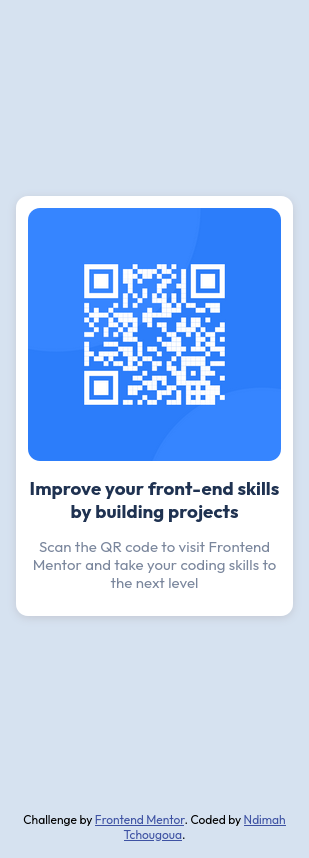 Improve your front-end skills
by building projects
Scan the QR code to visit Frontend
Mentor and take your coding skills to
the next level
Challenge by Frontend Mentor. Coded by Ndimah
Tchougoua.